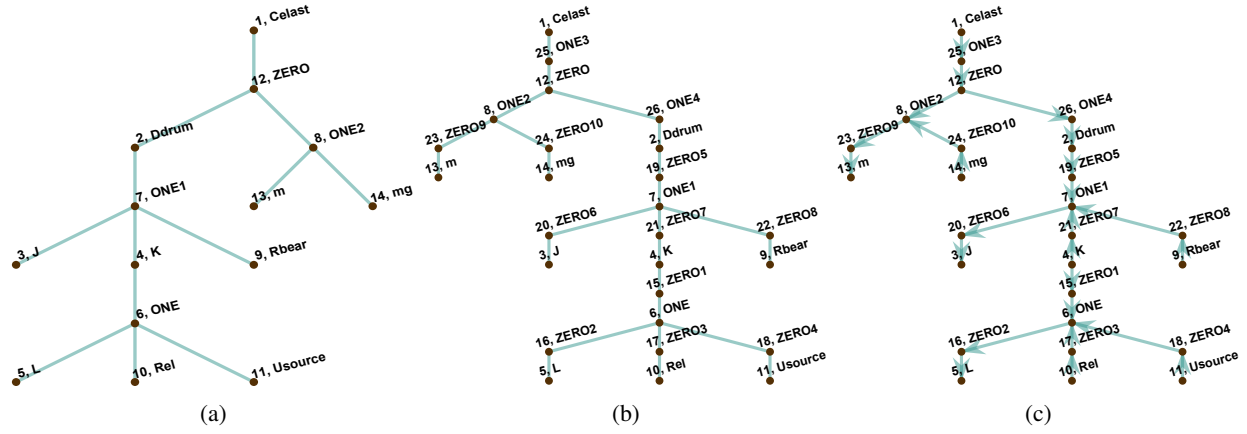 1, Celast
12, ZERO
2, Ddrum
8, ONE2
13, m
14, mg
7, ONE1
3, J
4, K
9, Rbear
6, ONE
5, L
10, Rel
11, Usource
(a)
1, Celast
25, ONE3
12, ZERO
8, ONE2
26, ONE4
23, ZERO9
24, ZERO10
2, Ddrum
13, m
14, mg
19, ZERO5
7, ONE1
20, ZERO6
21, ZERO7
22, ZERO8
3, J
4, K
9, Rbear
15, ZERO1
6, ONE
16, ZERO2
17, ZERO3
18, ZERO4
5, L
10, Rel
11, Usource
(b)
1, Celast
25, ONE3
12, ZERO
8, ONE2
26, ONE4
23, ZERO9
24, ZERO10
2, Ddrum
13, m
14, mg
19, ZERO5
7, ONE1
20, ZERO6
21, ZERO7
22, ZERO8
3, J
4, K
9, Rbear
15, ZERO1
6, ONE
16, ZERO2
17, ZERO3
18, ZERO4
5, L
10, Rel
11, Usource
(c)